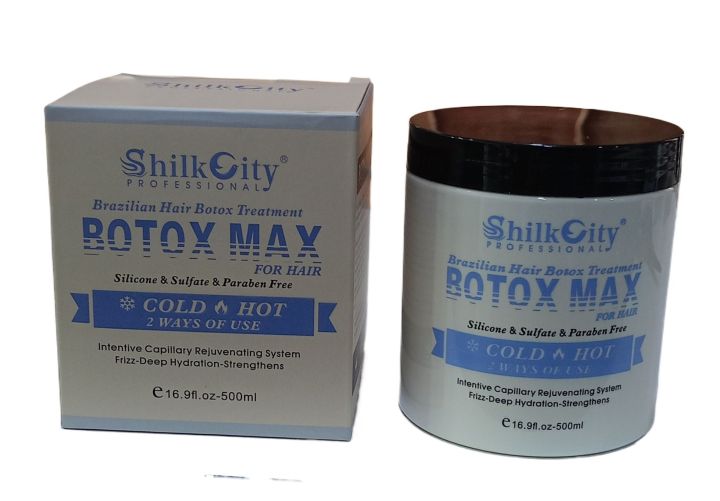 ShilkCity
ShilkCity®
PROFESSIONAL
Brazilian Hair Botox Treatment
BOTOX MAX
FOR HAIR
Silicone & Sulfate & Paraben Free
COLD HOT
2 WAYS OF USE
Intentive Capillary Rejuvenating System
Frizz-Deep Hydration-Strengthens
e16.9fl.oz-500ml
ShilkCity®
PROFESSIONAL
Brazilian Hair Botox Treatment
BOTOX MAX
FOR HAIR
Silicone & Sulfate & Paraben Free
COLD HOT
2 WAYS OF USE
Intentive Capillary Rejuvenating System
Frizz-Deep Hydration-Strengthens
e16.9fl.oz-500ml